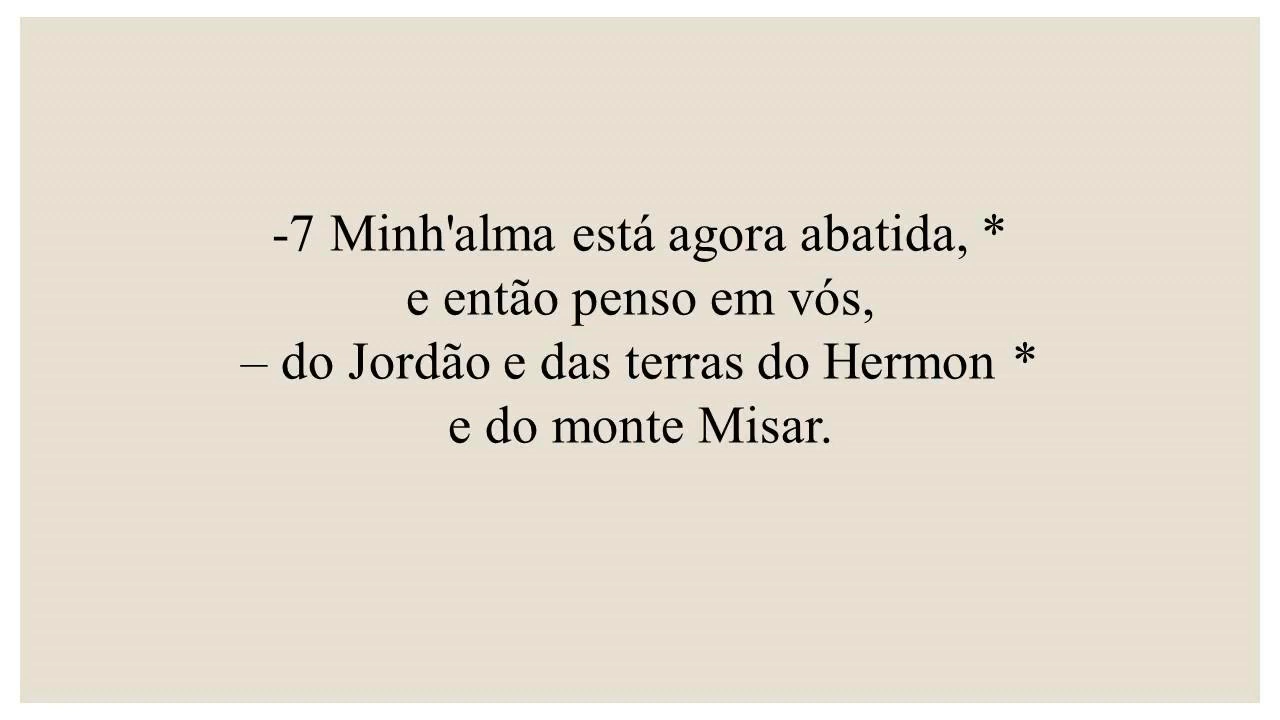 -7 Minh'alma está agora abatida, *
e então penso em vós,
– do Jordão e das terras do Hermon *
e do monte Misar.